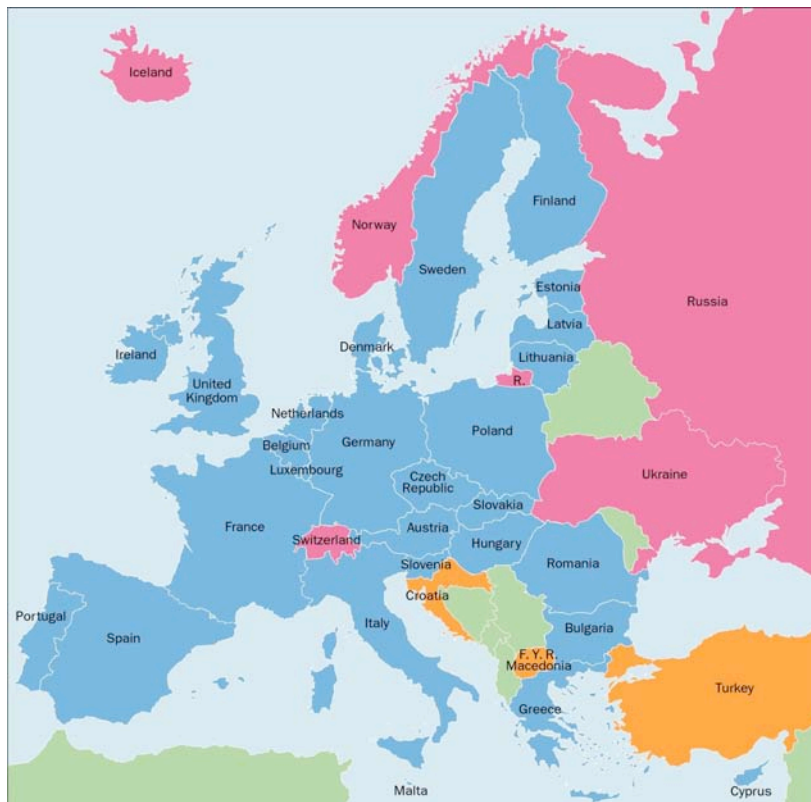 Iceland
Norway
Finland
Sweden
Russia
Estonia
Latvia
Lithuania
R.
Denmark
Ireland
United
Kingdom
Netherlands
Belgium
Luxembourg
Germany
Poland
Czech
Republic
Slovakia
Ukraine
France
Switzerland
Austria
Hungary
Slovenia
Croatia
Romania
Portugal
Spain
Italy
Bulgaria
F. Y. R.
Macedonia
Greece
Turkey
Malta
Cyprus